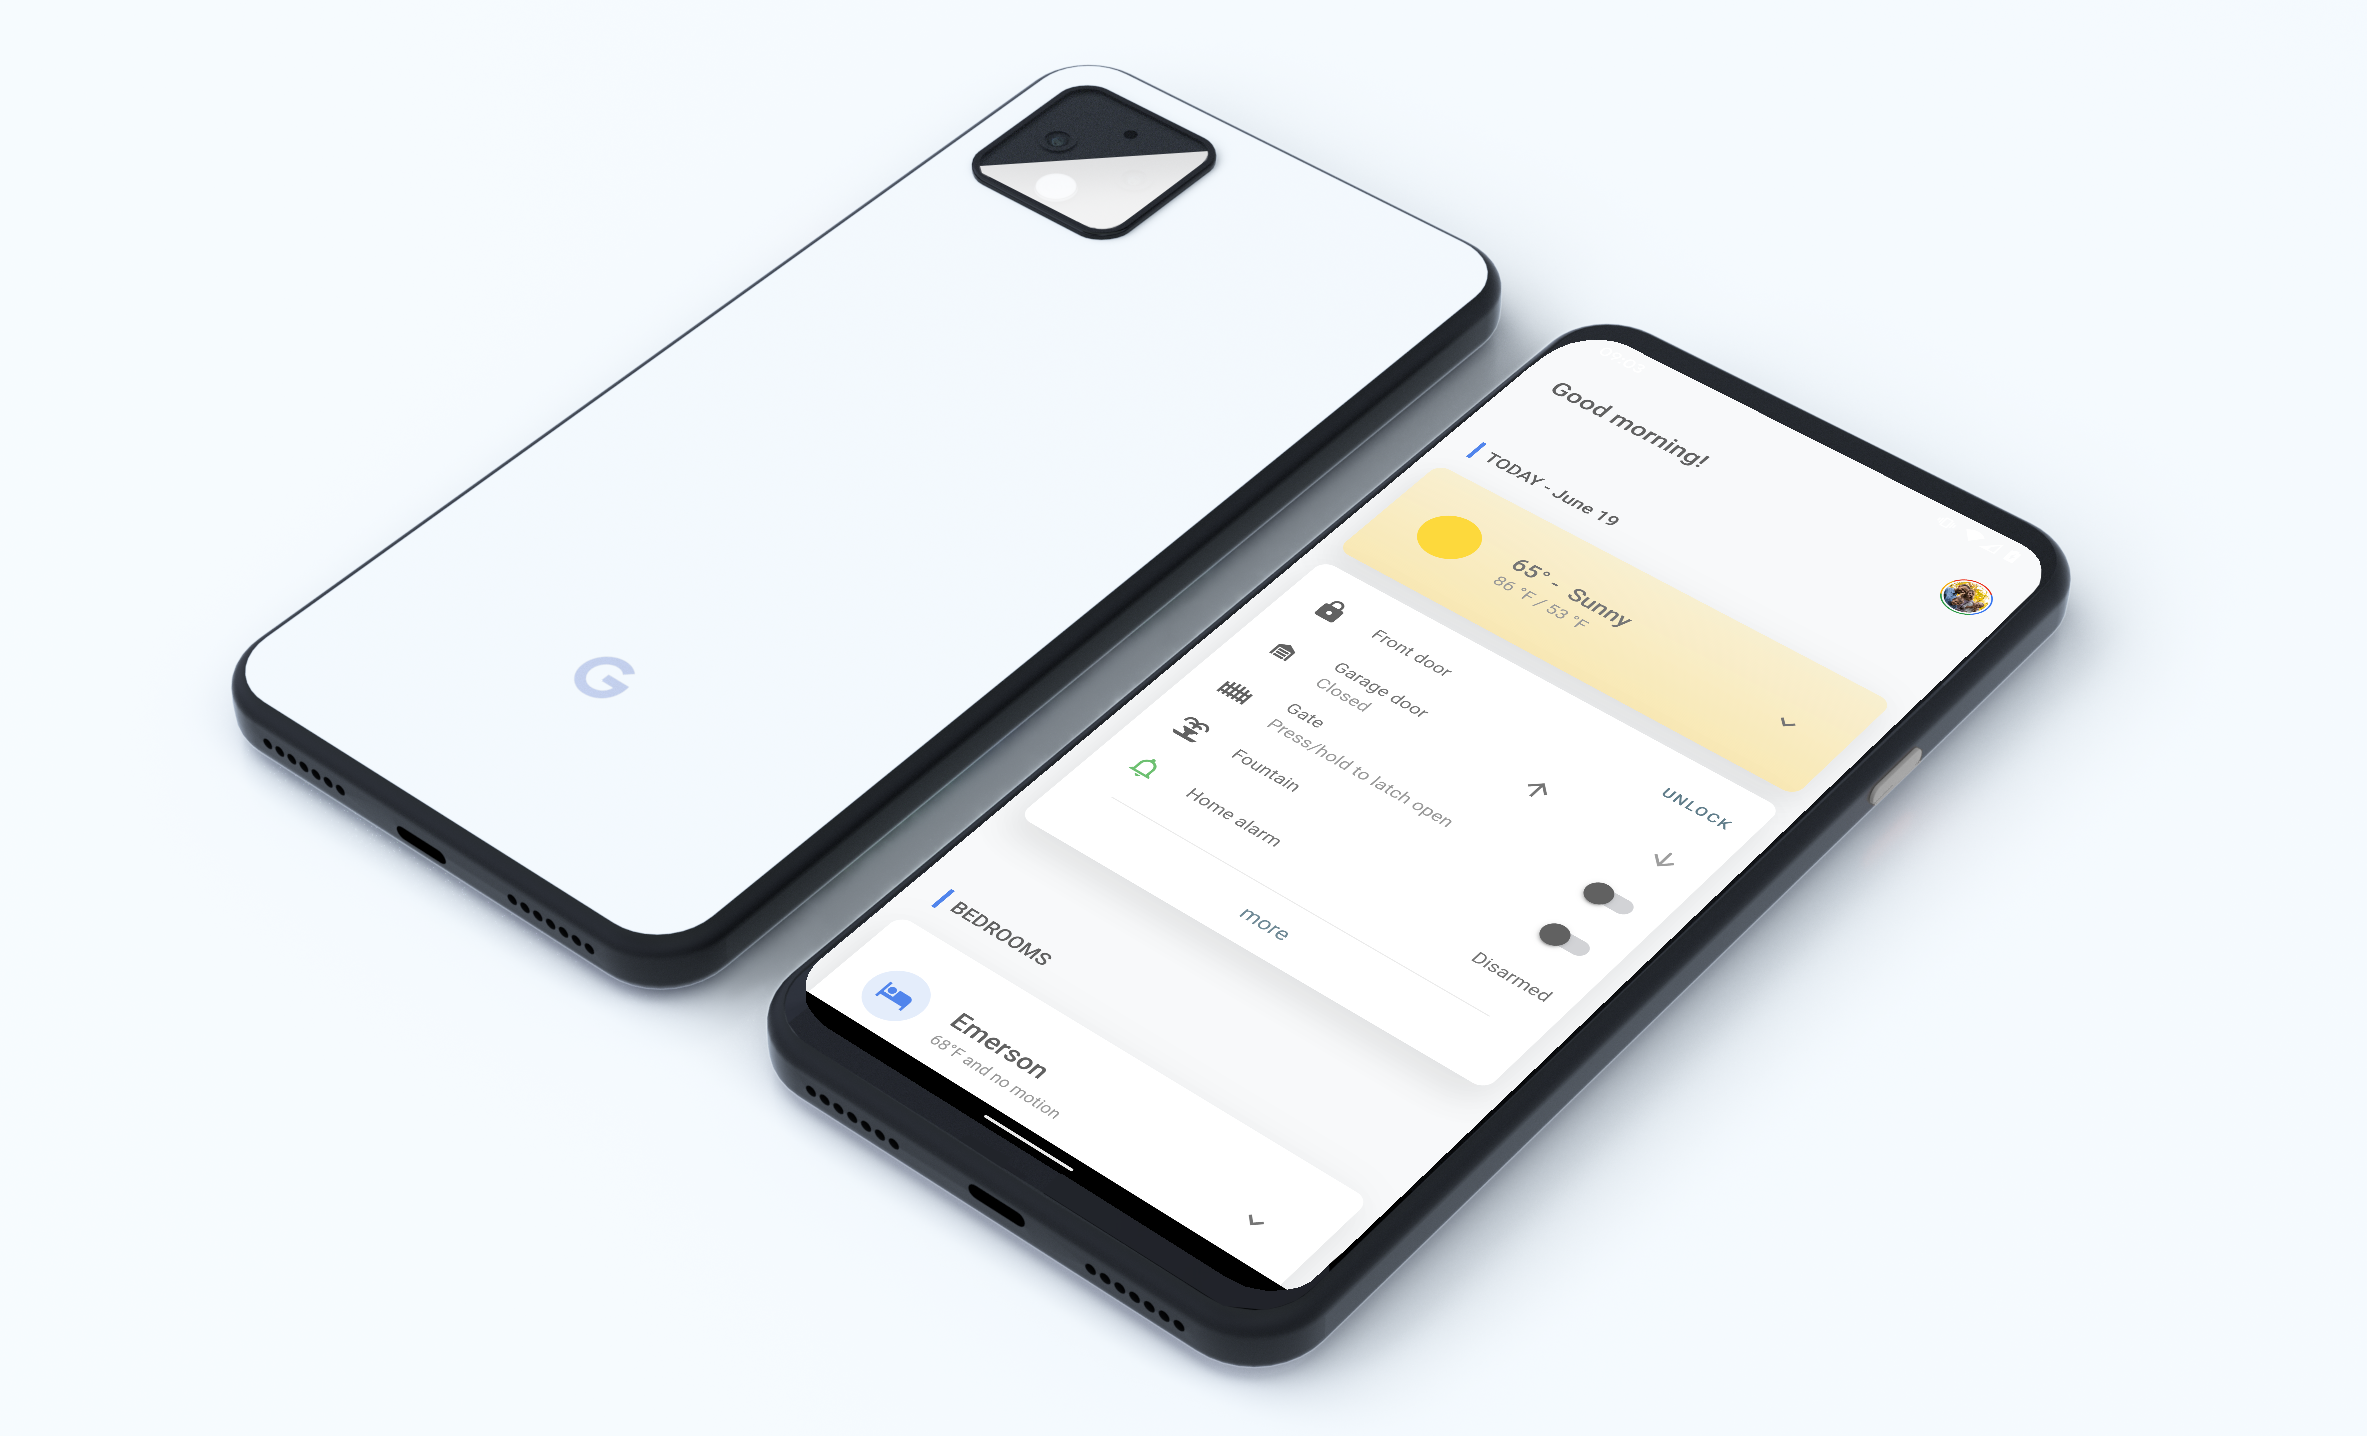 Good morning!
TODAY - June 19
65° - Sunny
86 °F / 53 °F
Front door
UNLOCK
Garage door
Closed
Gate
Press/hold to latch open
Fountain
Home alarm
Disarmed
more
BEDROOMS
Emerson
68°F and no motion
G